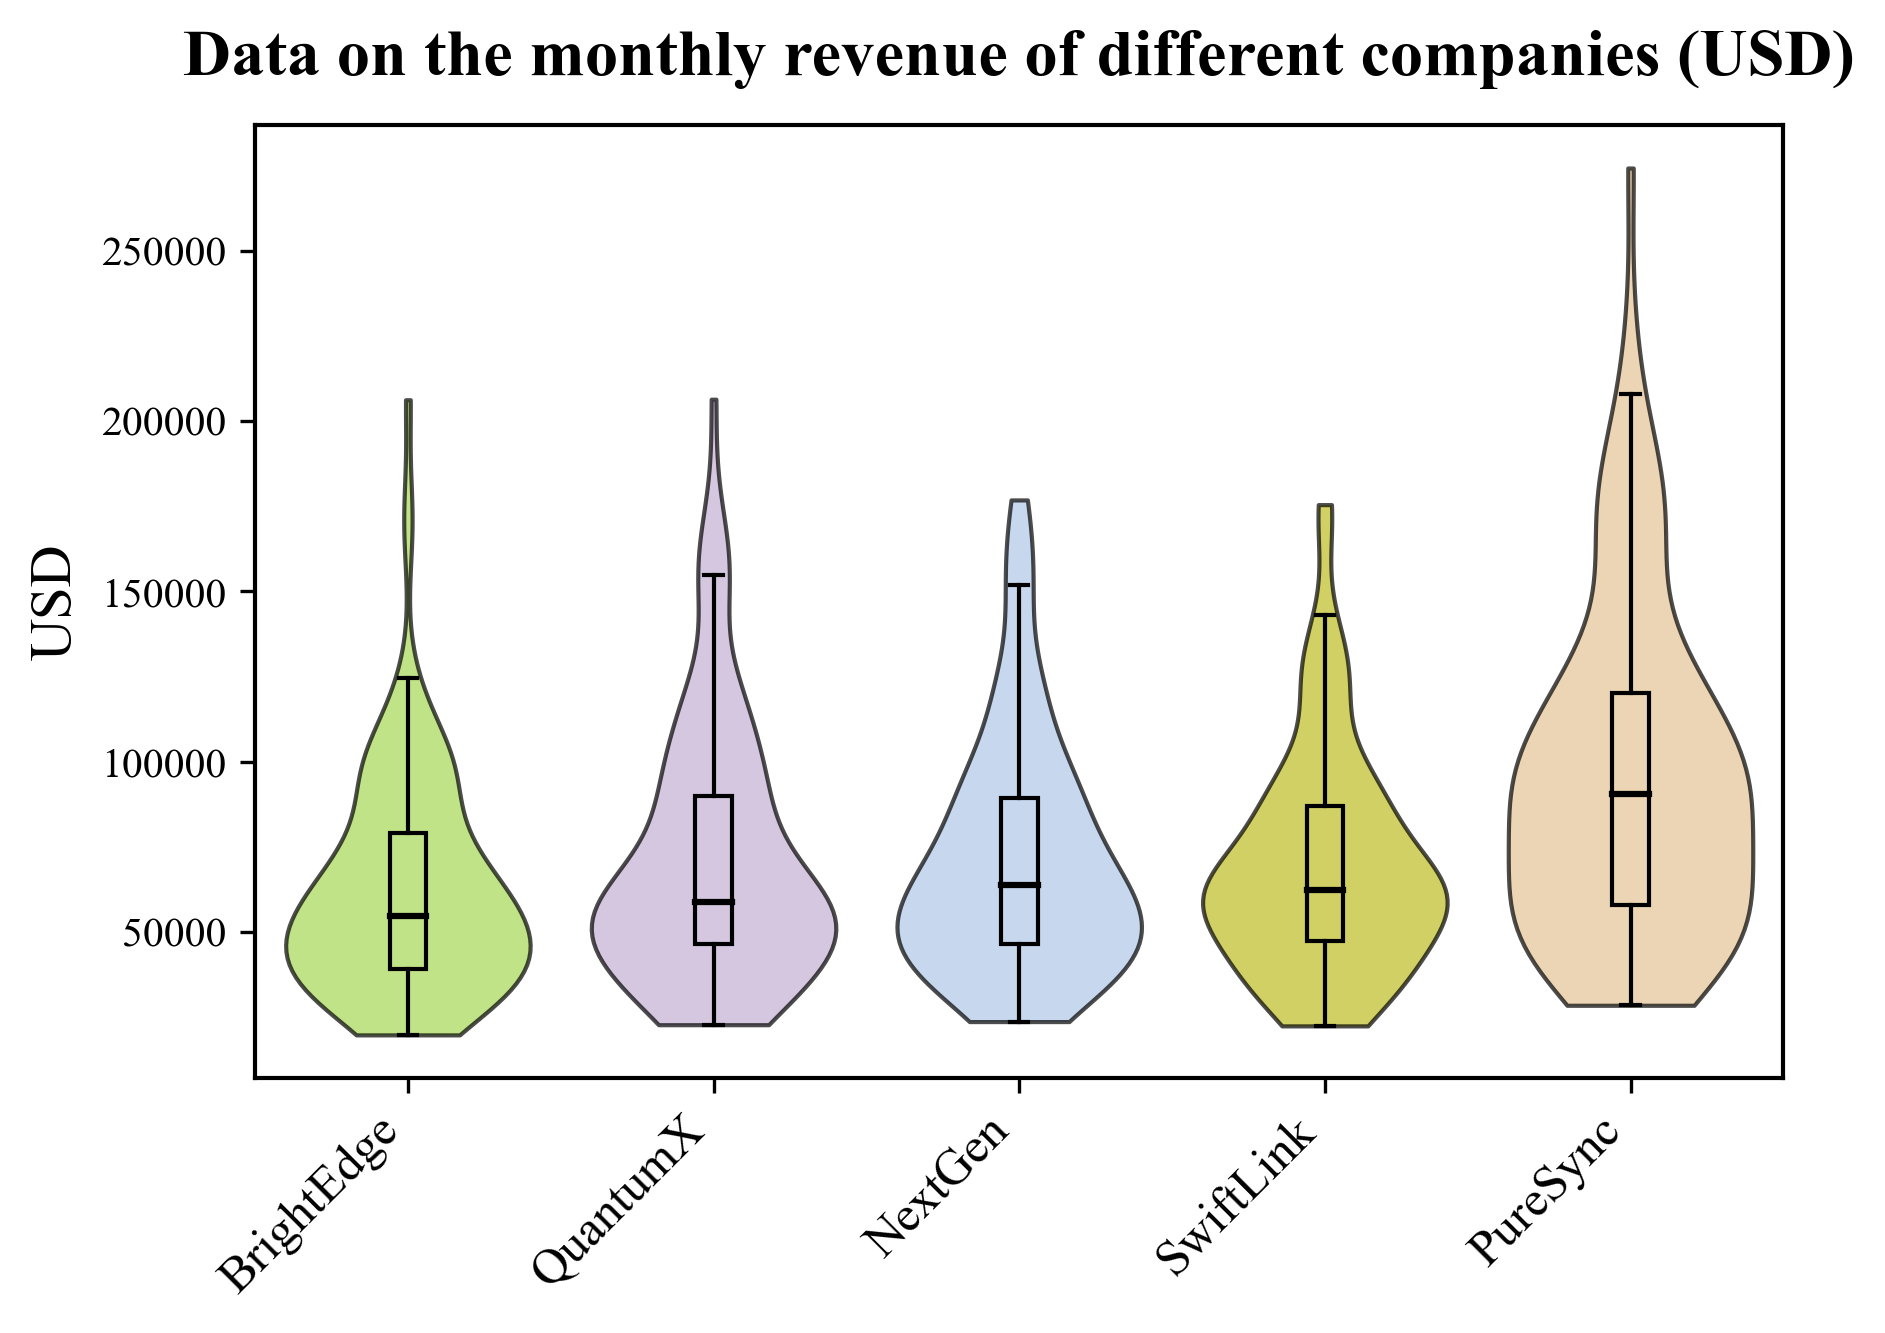 Data on the monthly revenue of different companies (USD)
USD
250000
200000
150000
100000
50000
BrightEdge
QuantumX
NextGen
SwiftLink
PureSync